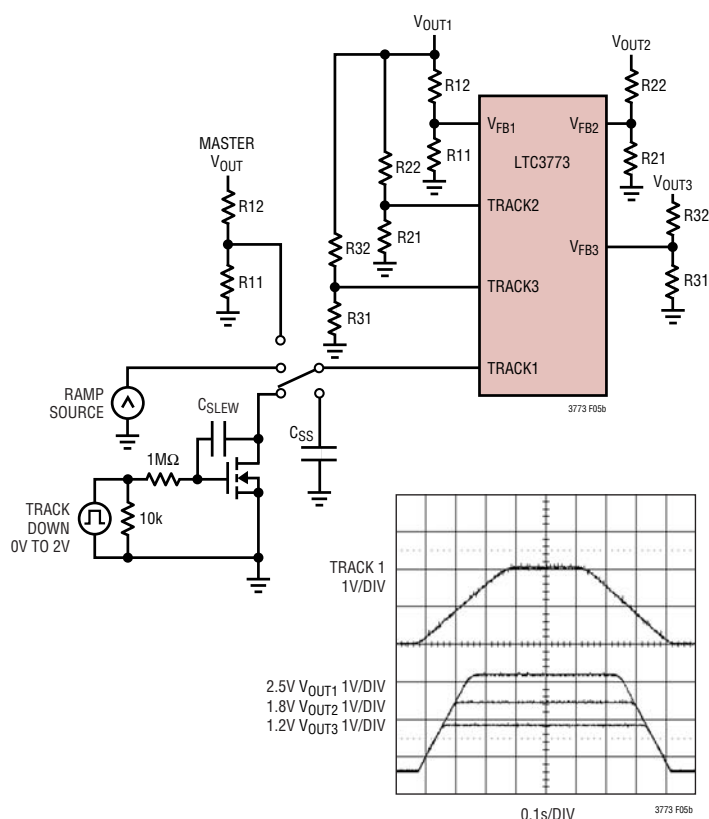 VOUT1
VOUT2
R12
R22
MASTER
VOUT
VFB1
VFB2
R11
R22
LTC3773
R21
VOUT3
R12
TRACK2
R32
R21
R32
VFB3
R11
R31
TRACK3
R31
TRACK1
RAMP
SOURCE
3773 F05b
CSLEW
CSS
1MΩ
TRACK
DOWN
0V TO 2V
10k
TRACK 1
1V/DIV
2.5V VOUT1 1V/DIV
1.8V VOUT2 1V/DIV
1.2V VOUT3 1V/DIV
0.1s/DIV
3773 F05b